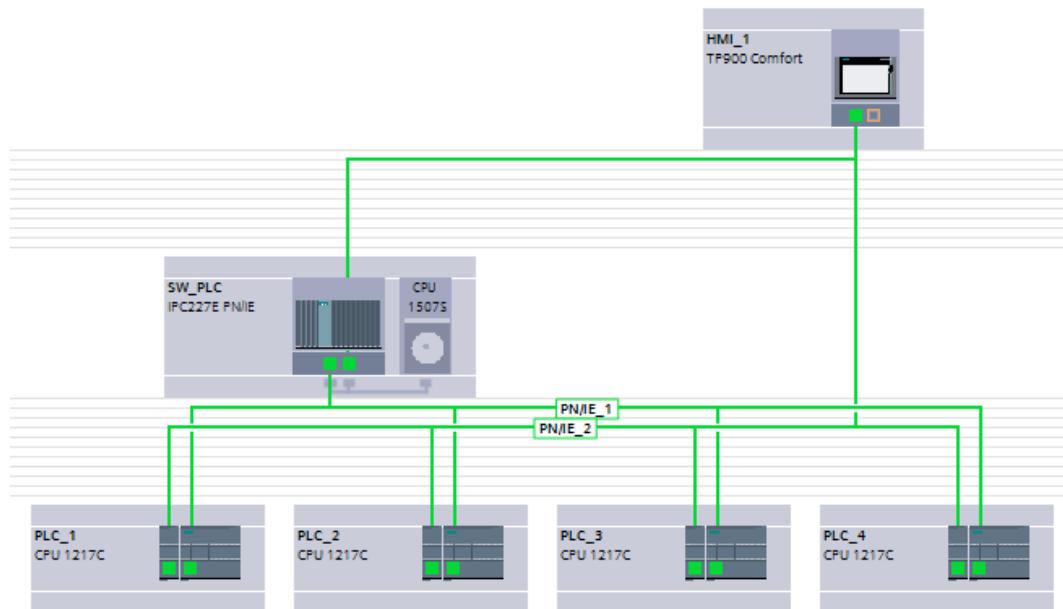 HMI_1
TP900 Comfort
SW_PLC
IPC227E PN/IE
CPU
1507S
PN/IE_1
PN/IE_2
PLC_1
CPU 1217C
PLC_2
CPU 1217C
PLC_3
CPU 1217C
PLC_4
CPU 1217C